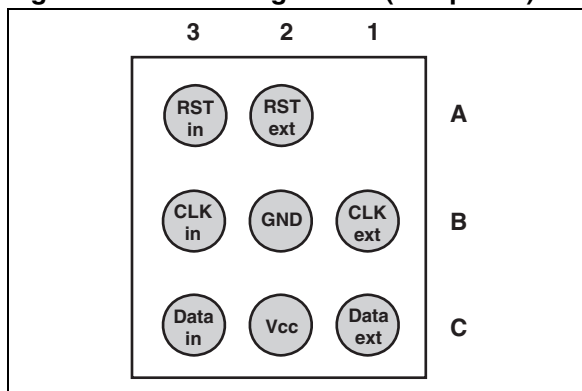 3 2 1
RST in RST ext A
CLK in GND CLK ext B
Data in Vcc Data ext C